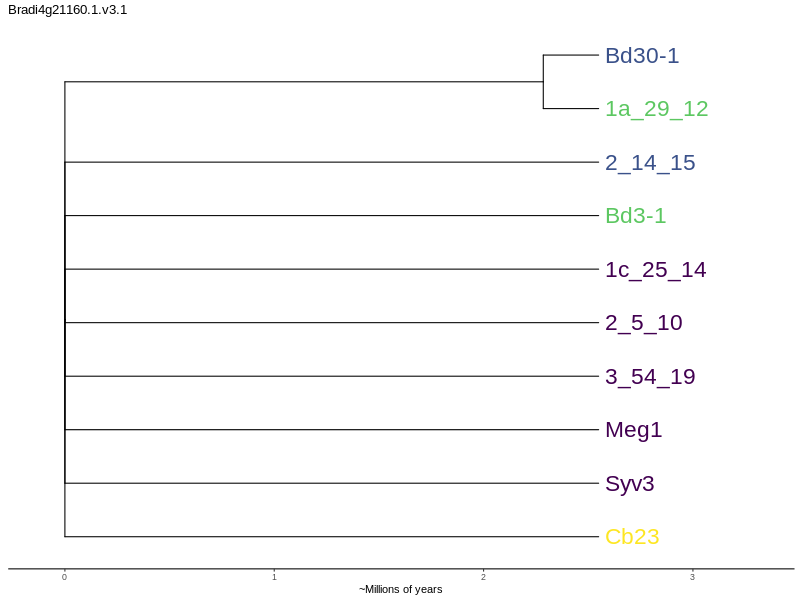 Bradi4g21160.1.v3.1
Bd30-1
1a_29_12
2_14_15
Bd3-1
1c_25_14
2_5_10
3_54_19
Meg1
Syv3
Cb23
0 1 2 3
~Millions of years